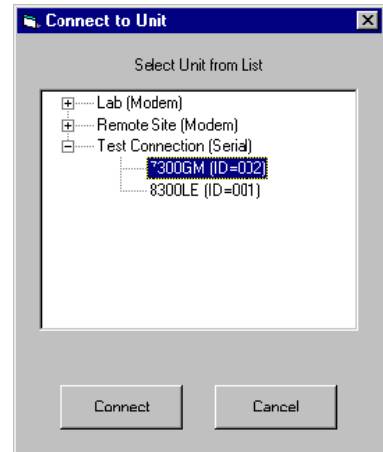 Connect to Unit
Select Unit from List
Lab (Modem)
Remote Site (Modem)
Test Connection (Serial)
7300GM (ID=002)
8300LE (ID=001)
Connect Cancel